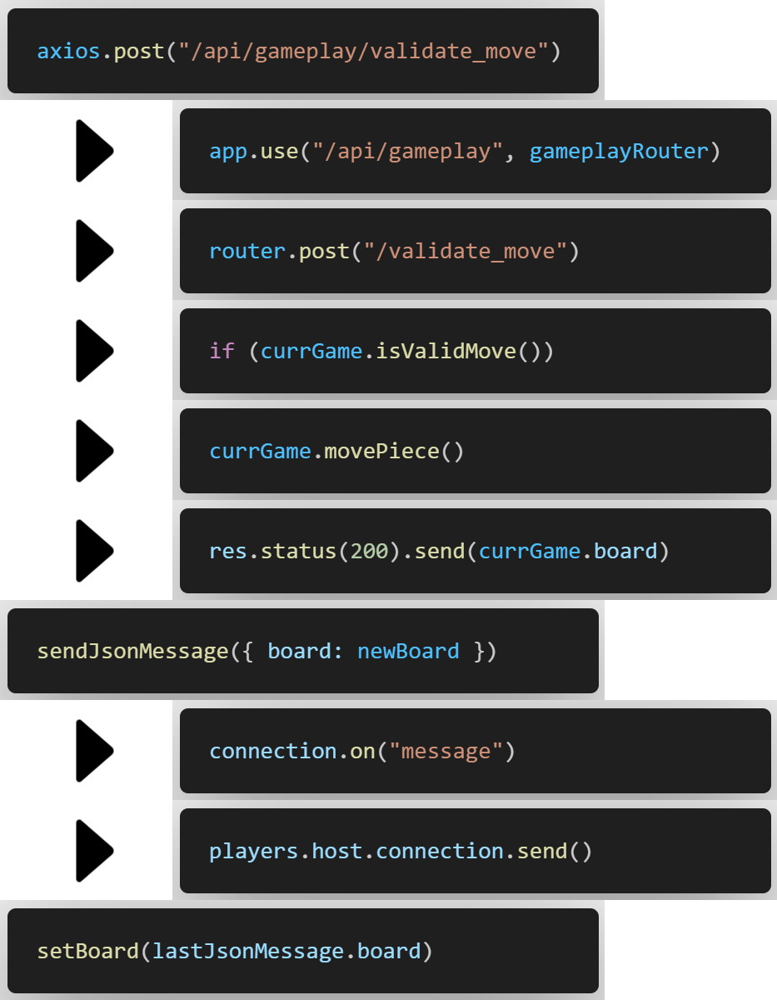 axios.post("/api/gameplay/validate_move")
app.use("/api/gameplay", gameplayRouter)
router.post("/validate_move")
if (currGame.isValidMove())
currGame.movePiece()
res.status(200).send(currGame.board)
sendJsonMessage({ board: newBoard })
connection.on("message")
players.host.connection.send()
setBoard(lastJsonMessage.board)